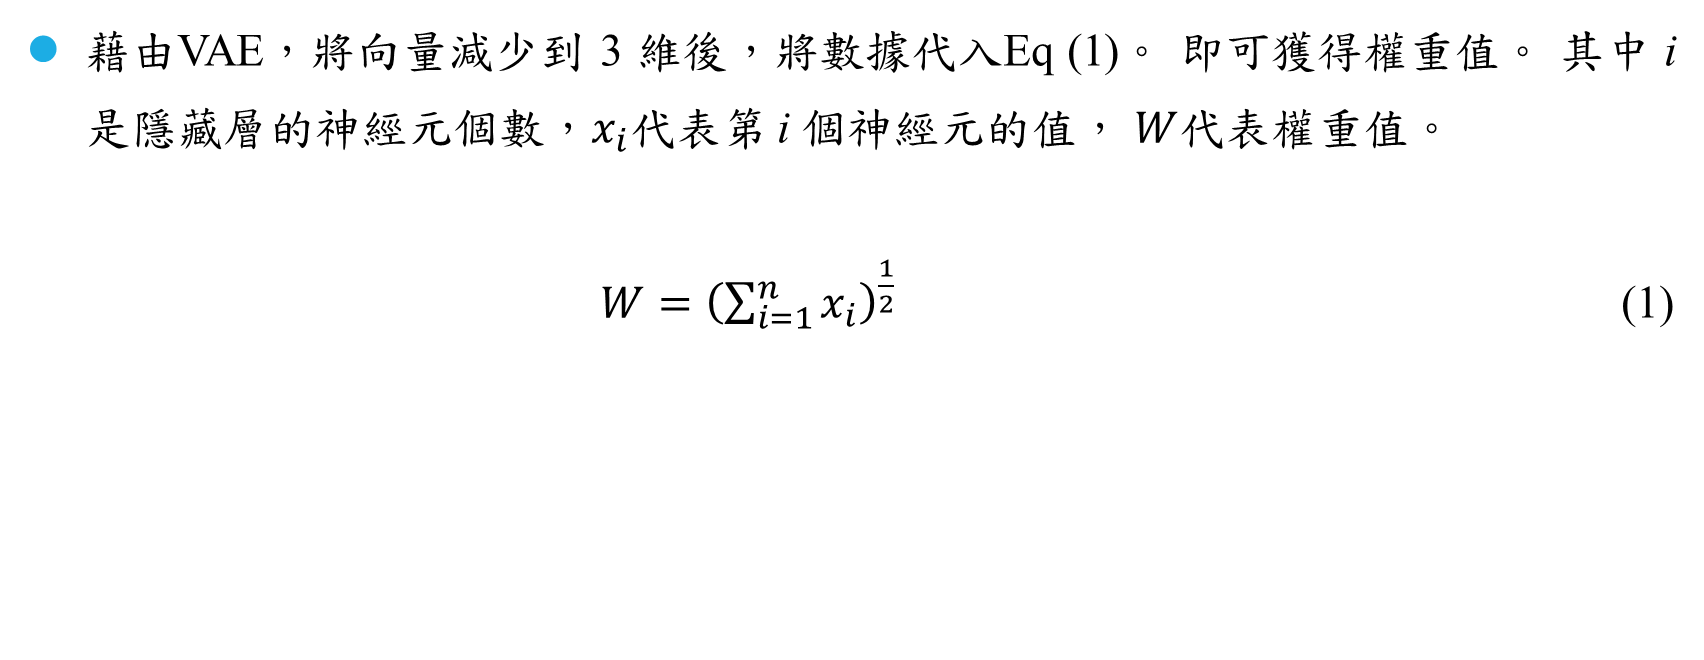 ● 藉由VAE，將向量減少到 3 維後，將數據代入Eq (1)。 即可獲得權重值。 其中 i
是隱藏層的神經元個數，xᵢ代表第 i 個神經元的值， W代表權重值。
W = (∑ⁿᵢ₌₁ xᵢ)^½ (1)